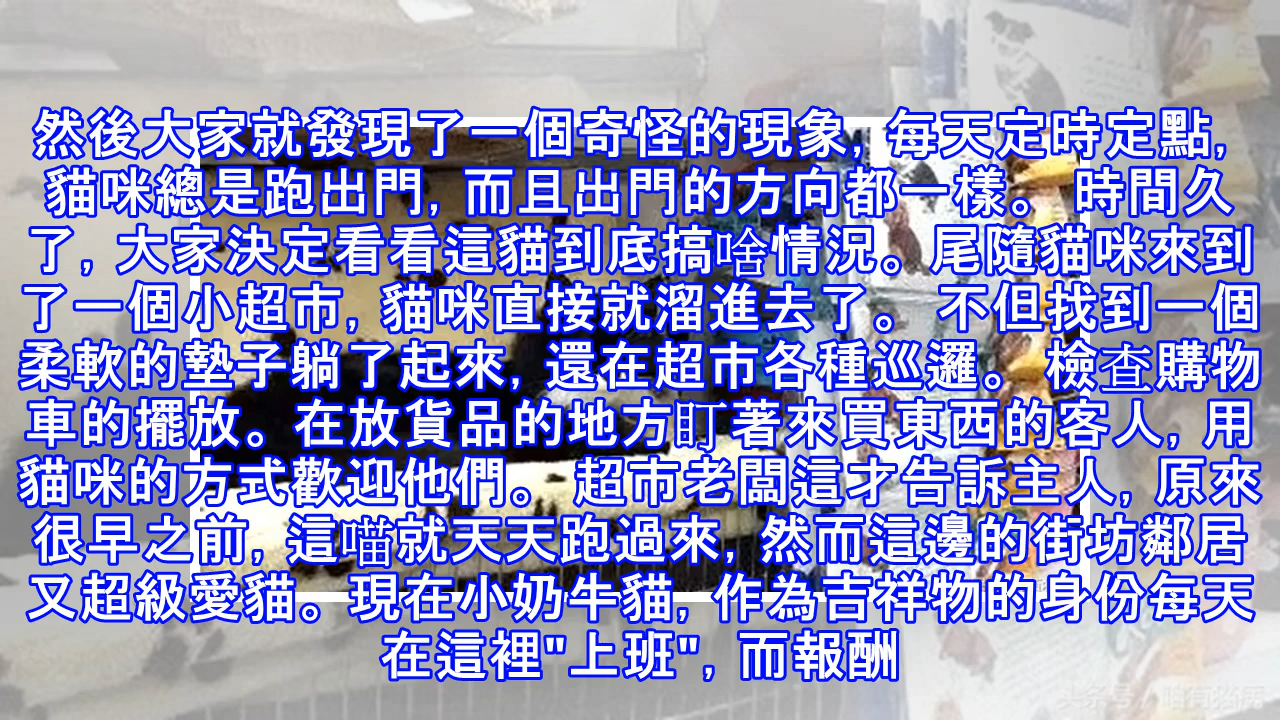 然後大家就發現了一個奇怪的現象, 每天定時定點,
貓咪總是跑出門, 而且出門的方向都一樣。 時間久
了, 大家決定看看這貓到底搞啥情況。尾隨貓咪來到
了一個小超市, 貓咪直接就溜進去了。 不但找到一個
柔軟的墊子躺了起來, 還在超市各種巡邏。 檢查購物
車的擺放。在放貨品的地方盯著來買東西的客人, 用
貓咪的方式歡迎他們。 超市老闆這才告訴主人, 原來
很早之前, 這喵就天天跑過來, 然而這邊的街坊鄰居
又超級愛貓。現在小奶牛貓, 作為吉祥物的身份每天
在這裡"上班", 而報酬